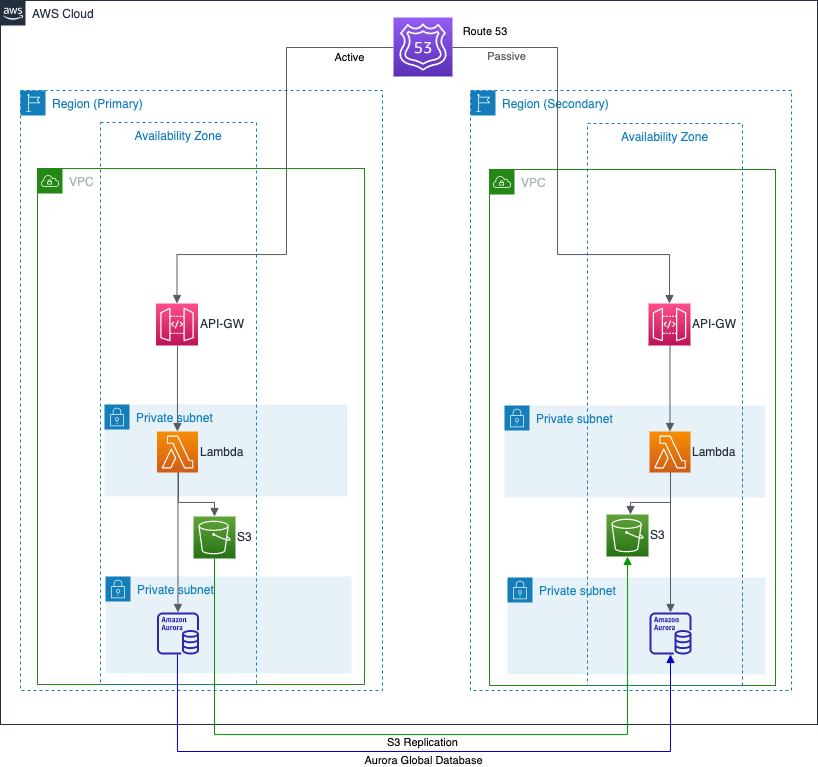 aws
AWS Cloud
Route 53
53
Active
Passive
Region (Primary)
Region (Secondary)
Availability Zone
Availability Zone
VPC
VPC
</>
API-GW
</>
API-GW
Private subnet
Private subnet
Lambda
Lambda
S3
S3
Private subnet
Private subnet
Amazon
Aurora
Amazon
Aurora
S3 Replication
Aurora Global Database